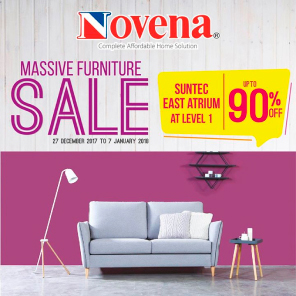 Novena®
Complete Affordable Home Solution
MASSIVE FURNITURE
SALE
27 DECEMBER 2017 TO 7 JANUARY 2018
SUNTEC
EAST ATRIUM
AT LEVEL 1
UP TO
90%
OFF